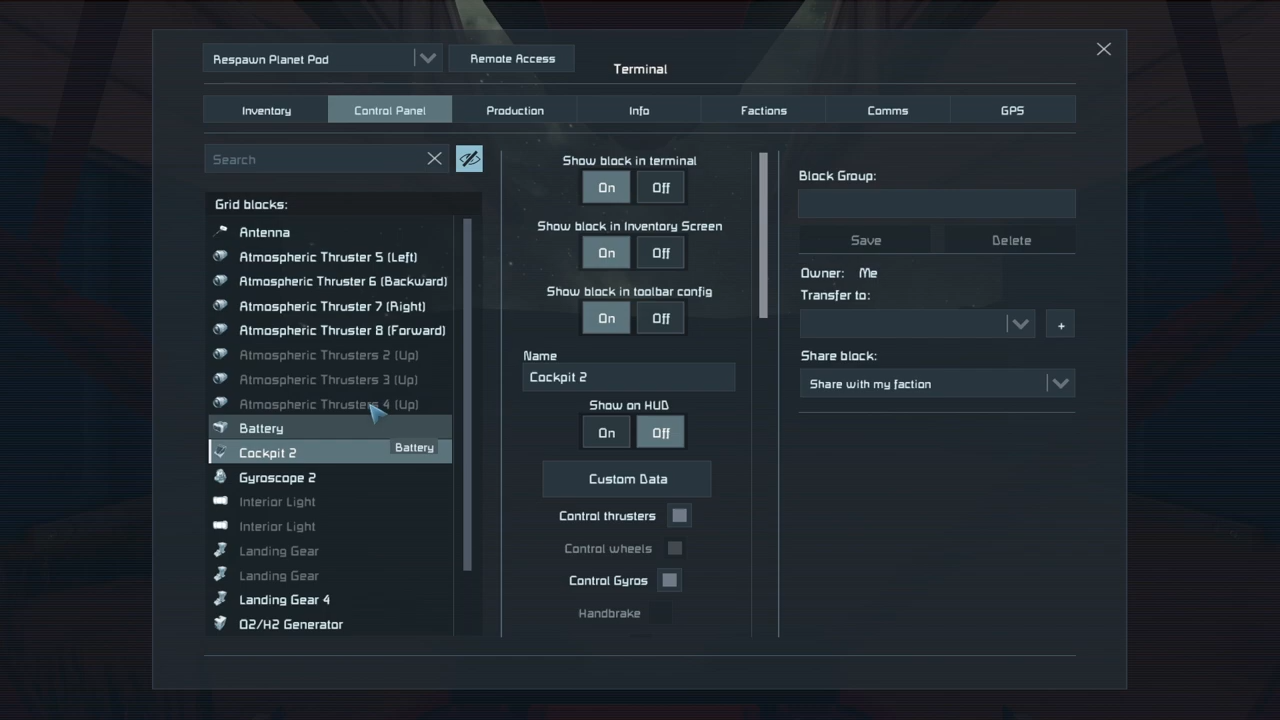 Respawn Planet Pod
Remote Access
Terminal
Inventory
Control Panel
Production
Info
Factions
Comms
GPS
Search
Grid blocks:
Antenna
Atmospheric Thruster 5 (Left)
Atmospheric Thruster 6 (Backward)
Atmospheric Thruster 7 (Right)
Atmospheric Thruster 8 (Forward)
Atmospheric Thrusters 2 (Up)
Atmospheric Thrusters 3 (Up)
Atmospheric Thrusters 4 (Up)
Battery
Cockpit 2
Battery
Gyroscope 2
Interior Light
Interior Light
Landing Gear
Landing Gear
Landing Gear 4
O2/H2 Generator
Show block in terminal
On Off
Show block in Inventory Screen
On Off
Show block in toolbar config
On Off
Name
Cockpit 2
Show on HUD
On Off
Custom Data
Control thrusters
Control wheels
Control Gyros
Handbrake
Block Group:
Save
Delete
Owner: Me
Transfer to:
+
Share block:
Share with my faction